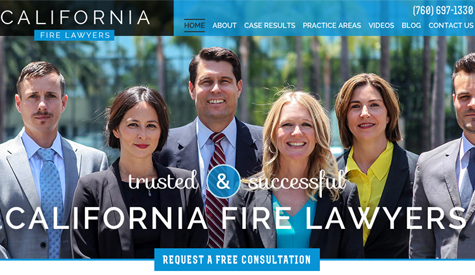 CALIFORNIA
FIRE LAWYERS
(760) 697-1330
HOME ABOUT CASE RESULTS PRACTICE AREAS VIDEOS BLOG CONTACT US
trusted & successful
CALIFORNIA FIRE LAWYERS
REQUEST A FREE CONSULTATION